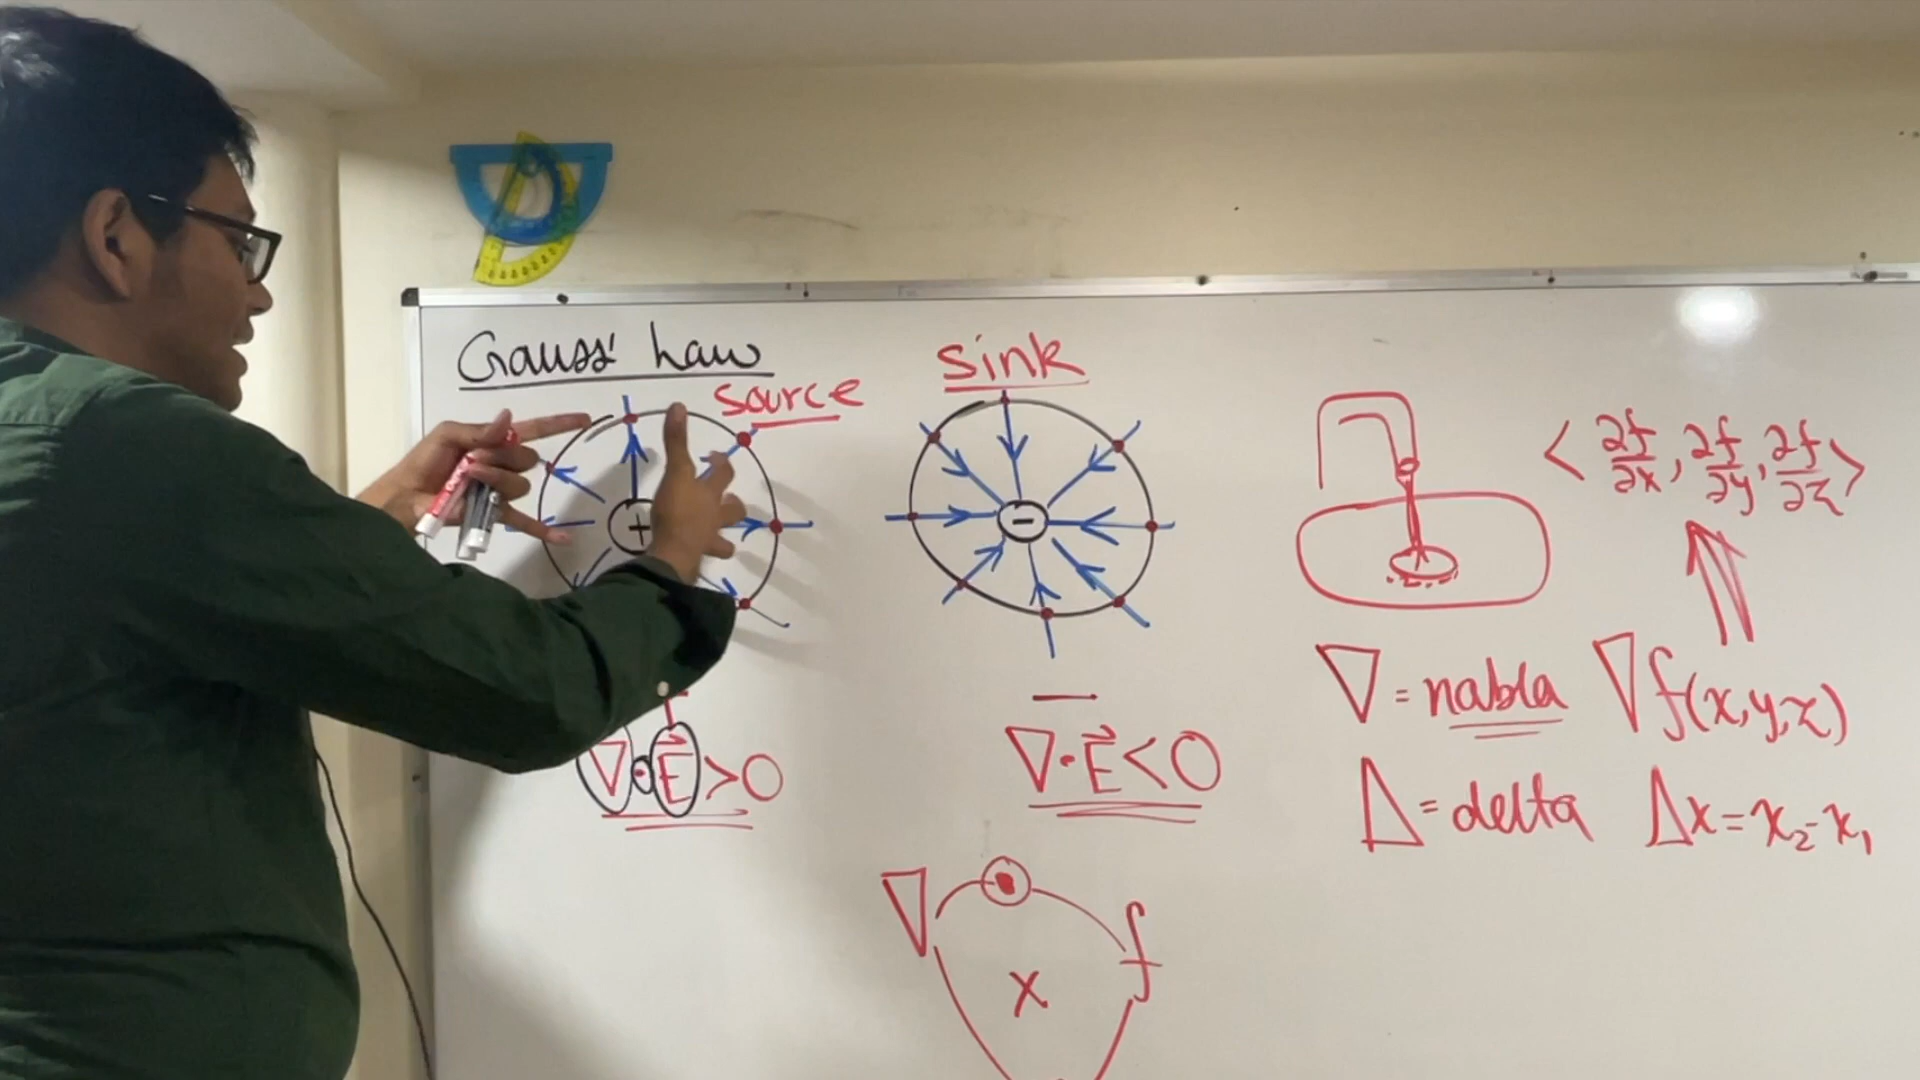 Gauss' Law
source
+
∇·E⃗>0
sink
-
∇·E⃗<0
∇ · f
x
<∂f/∂x, ∂f/∂y, ∂f/∂z>
∇ = nabla ∇f(x,y,z)
Δ = delta Δx = x₂-x₁